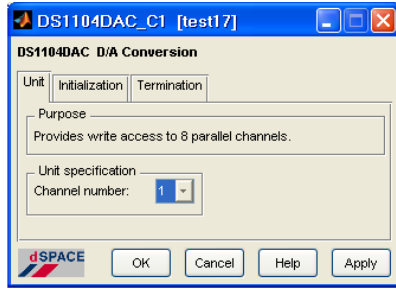 DS1104DAC_C1 [test17]
DS1104DAC D/A Conversion
Unit Initialization Termination
Purpose
Provides write access to 8 parallel channels.
Unit specification
Channel number: 1
dSPACE OK Cancel Help Apply